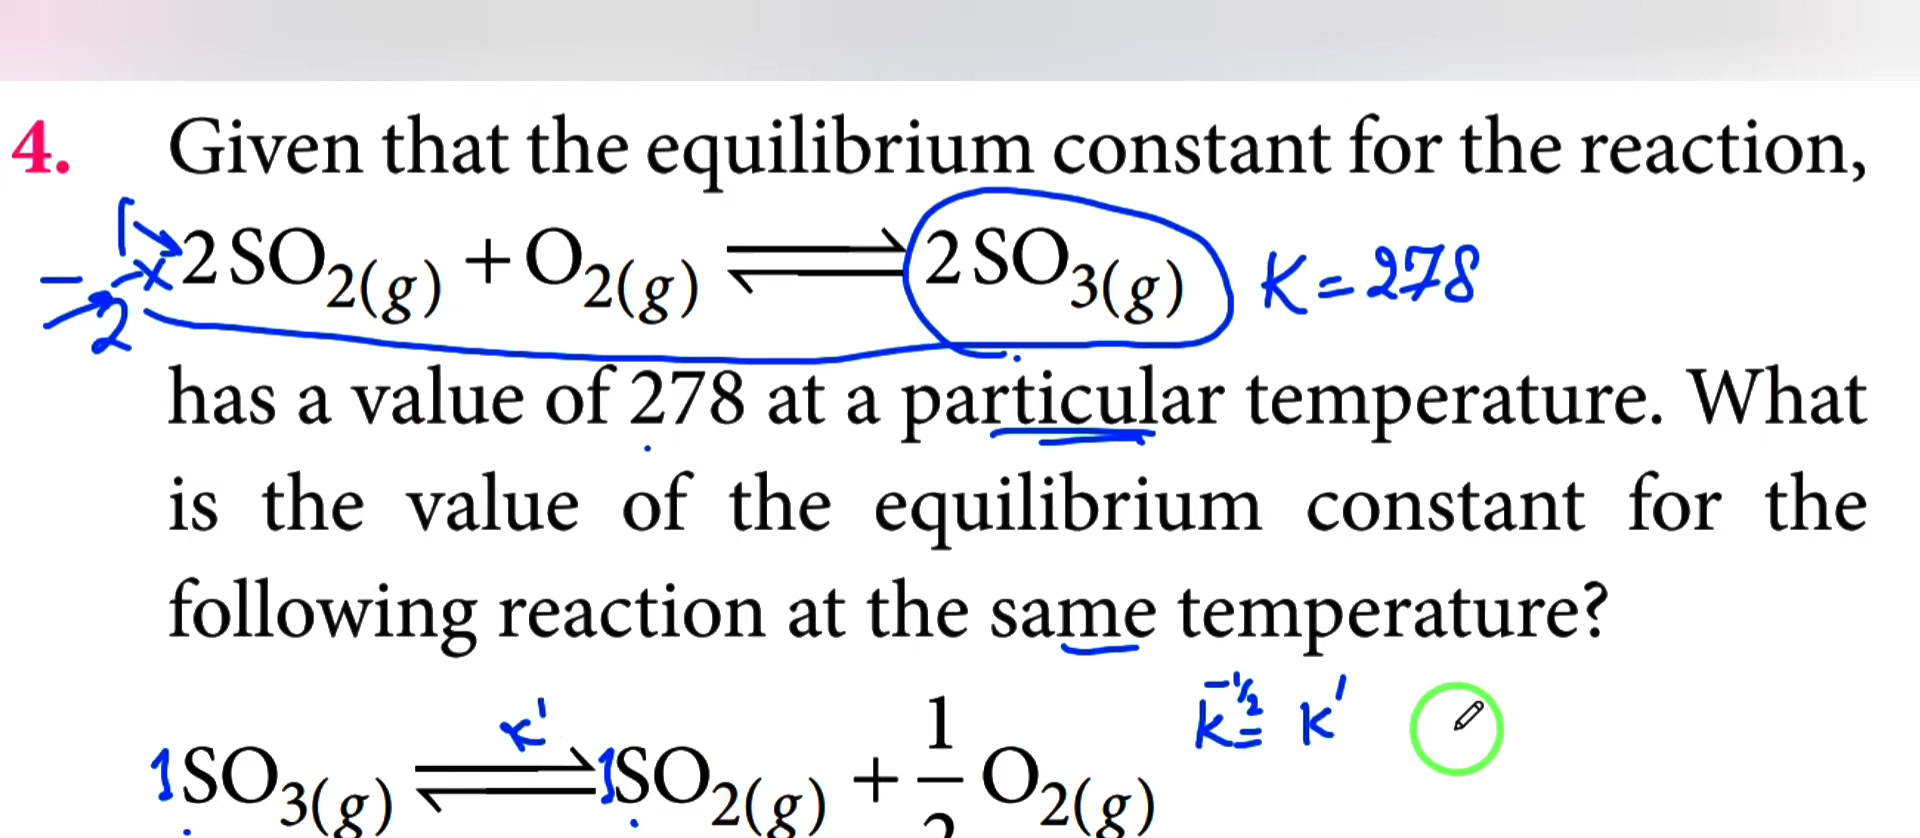 4. Given that the equilibrium constant for the reaction,
-1/2 × 2SO₂(g) + O₂(g) ⇌ 2SO₃(g) K = 278
has a value of 278 at a particular temperature. What
is the value of the equilibrium constant for the
following reaction at the same temperature?
K' K^-½ = K'
1SO₃(g) ⇌ 1SO₂(g) + 1/2 O₂(g)